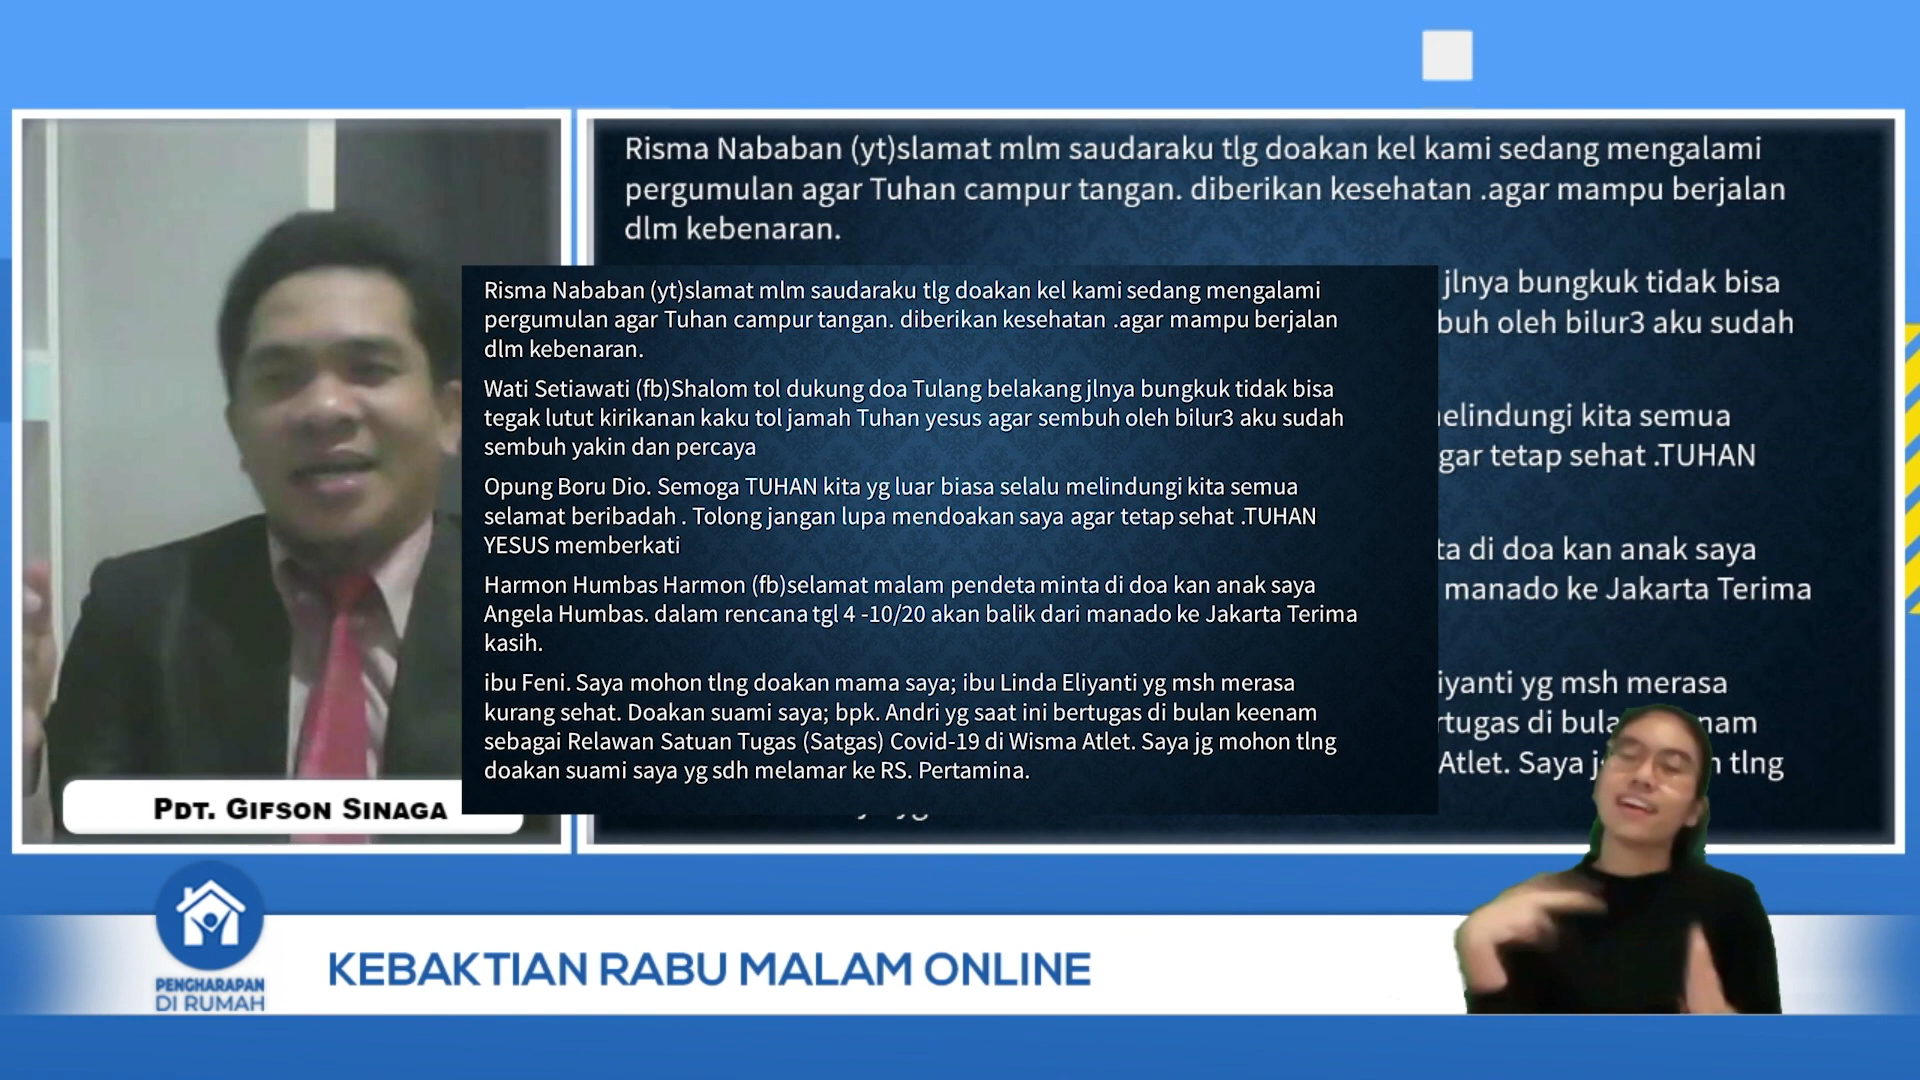 Risma Nababan (yt)slamat mlm saudaraku tlg doakan kel kami sedang mengalami
pergumulan agar Tuhan campur tangan. diberikan kesehatan .agar mampu berjalan
dlm kebenaran.
jlnya bungkuk tidak bisa
buh oleh bilur3 aku sudah
elindungi kita semua
gar tetap sehat .TUHAN
ta di doa kan anak saya
manado ke Jakarta Terima
iyanti yg msh merasa
rtugas di bula nam
Atlet. Saya j n tlng
Risma Nababan (yt)slamat mlm saudaraku tlg doakan kel kami sedang mengalami
pergumulan agar Tuhan campur tangan. diberikan kesehatan .agar mampu berjalan
dlm kebenaran.
Wati Setiawati (fb)Shalom tol dukung doa Tulang belakang jlnya bungkuk tidak bisa
tegak lutut kirikanan kaku tol jamah Tuhan yesus agar sembuh oleh bilur3 aku sudah
sembuh yakin dan percaya
Opung Boru Dio. Semoga TUHAN kita yg luar biasa selalu melindungi kita semua
selamat beribadah . Tolong jangan lupa mendoakan saya agar tetap sehat .TUHAN
YESUS memberkati
Harmon Humbas Harmon (fb)selamat malam pendeta minta di doa kan anak saya
Angela Humbas. dalam rencana tgl 4 -10/20 akan balik dari manado ke Jakarta Terima
kasih.
ibu Feni. Saya mohon tlng doakan mama saya; ibu Linda Eliyanti yg msh merasa
kurang sehat. Doakan suami saya; bpk. Andri yg saat ini bertugas di bulan keenam
sebagai Relawan Satuan Tugas (Satgas) Covid-19 di Wisma Atlet. Saya jg mohon tlng
doakan suami saya yg sdh melamar ke RS. Pertamina.
PDT. GIFSON SINAGA
PENGHARAPAN
DI RUMAH
KEBAKTIAN RABU MALAM ONLINE